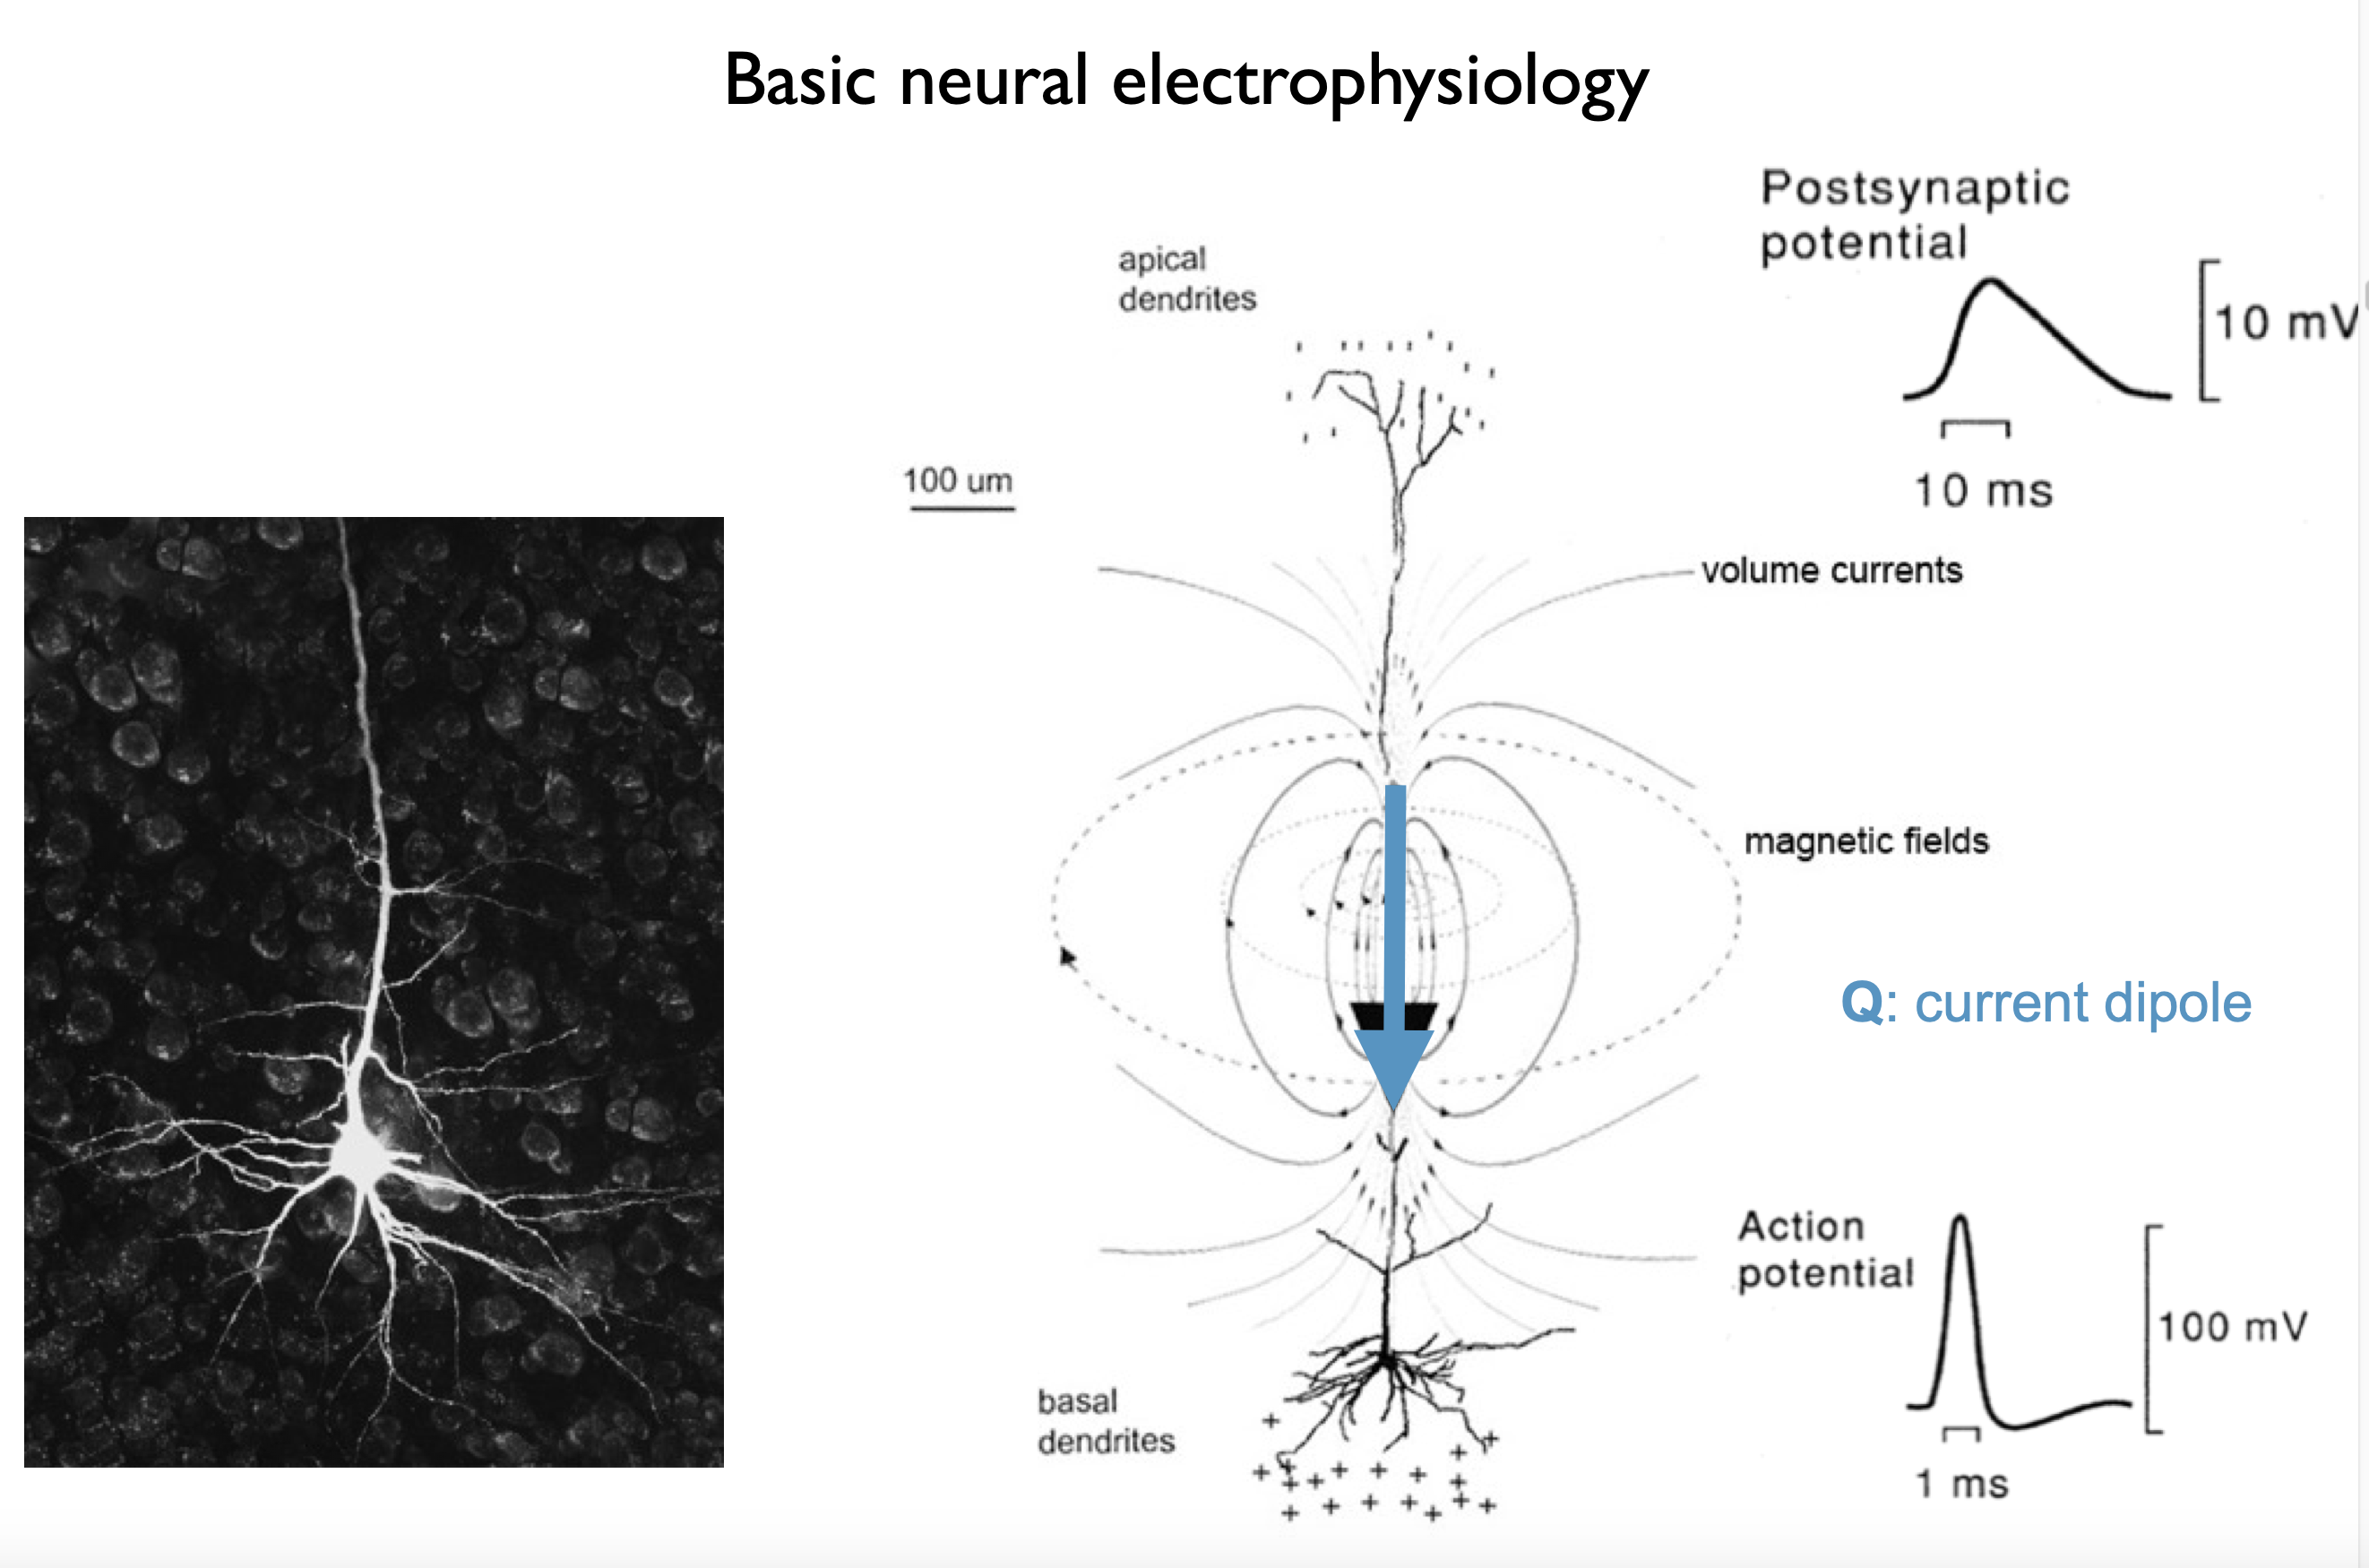 Basic neural electrophysiology
Postsynaptic
potential
10 mV
10 ms
apical
dendrites
100 um
volume currents
magnetic fields
Q: current dipole
Action
potential
100 mV
1 ms
basal
dendrites